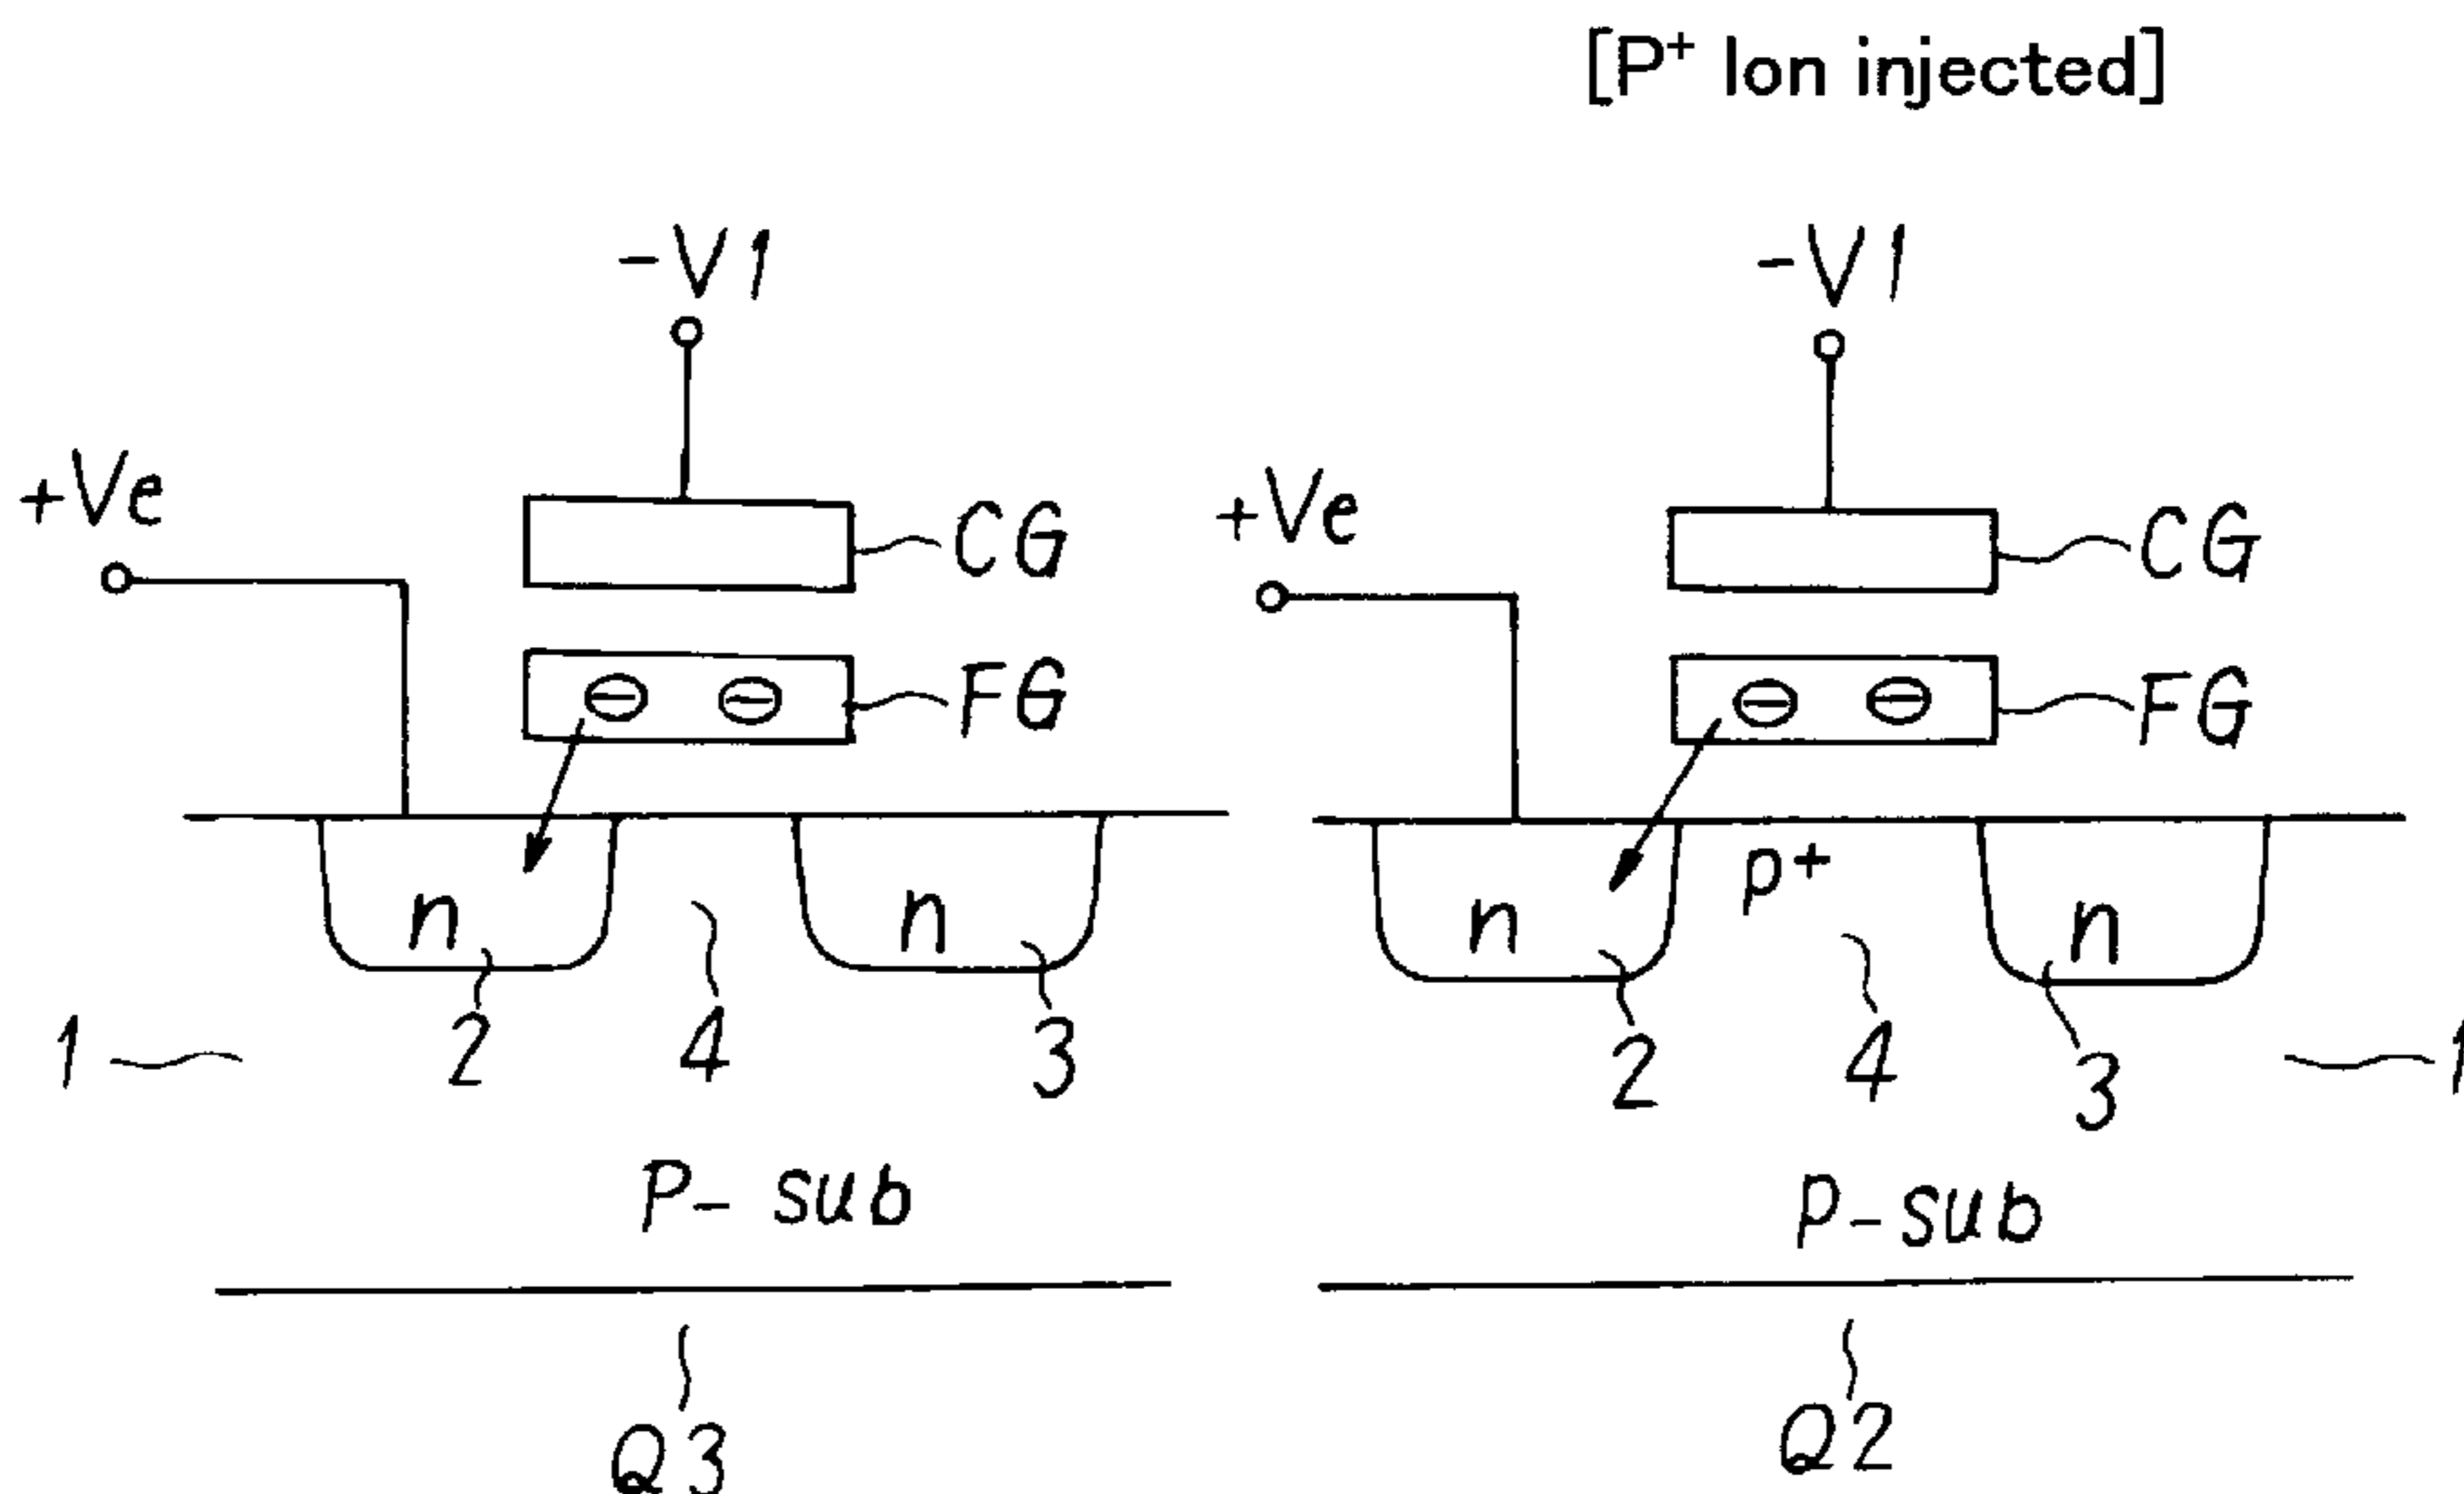 [P+ Ion injected]
-V1
-V1
+Ve
CG
+Ve
CG
FG
FG
n
n
n
p+
n
1
2
4
3
2
4
3
1
P- sub
P-sub
Q3
Q2